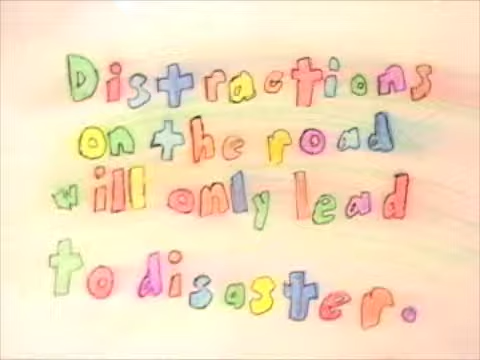 Distractions
on the road
will only lead
to disaster.